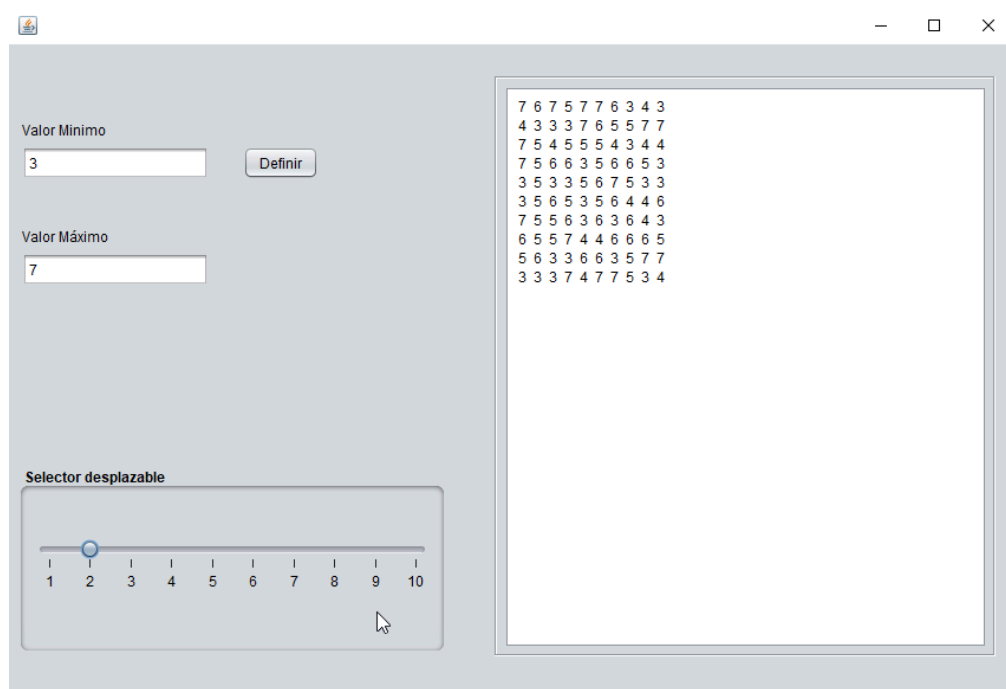 Valor Minimo
3
Definir
Valor Máximo
7
Selector desplazable
1 2 3 4 5 6 7 8 9 10
7 6 7 5 7 7 6 3 4 3
4 3 3 3 7 6 5 5 7 7
7 5 4 5 5 5 4 3 4 4
7 5 6 6 3 5 6 6 5 3
3 5 3 3 5 6 7 5 3 3
3 5 6 5 3 5 6 4 4 6
7 5 5 6 3 6 3 6 4 3
6 5 5 7 4 4 6 6 6 5
5 6 3 3 6 6 3 5 7 7
3 3 3 7 4 7 7 5 3 4